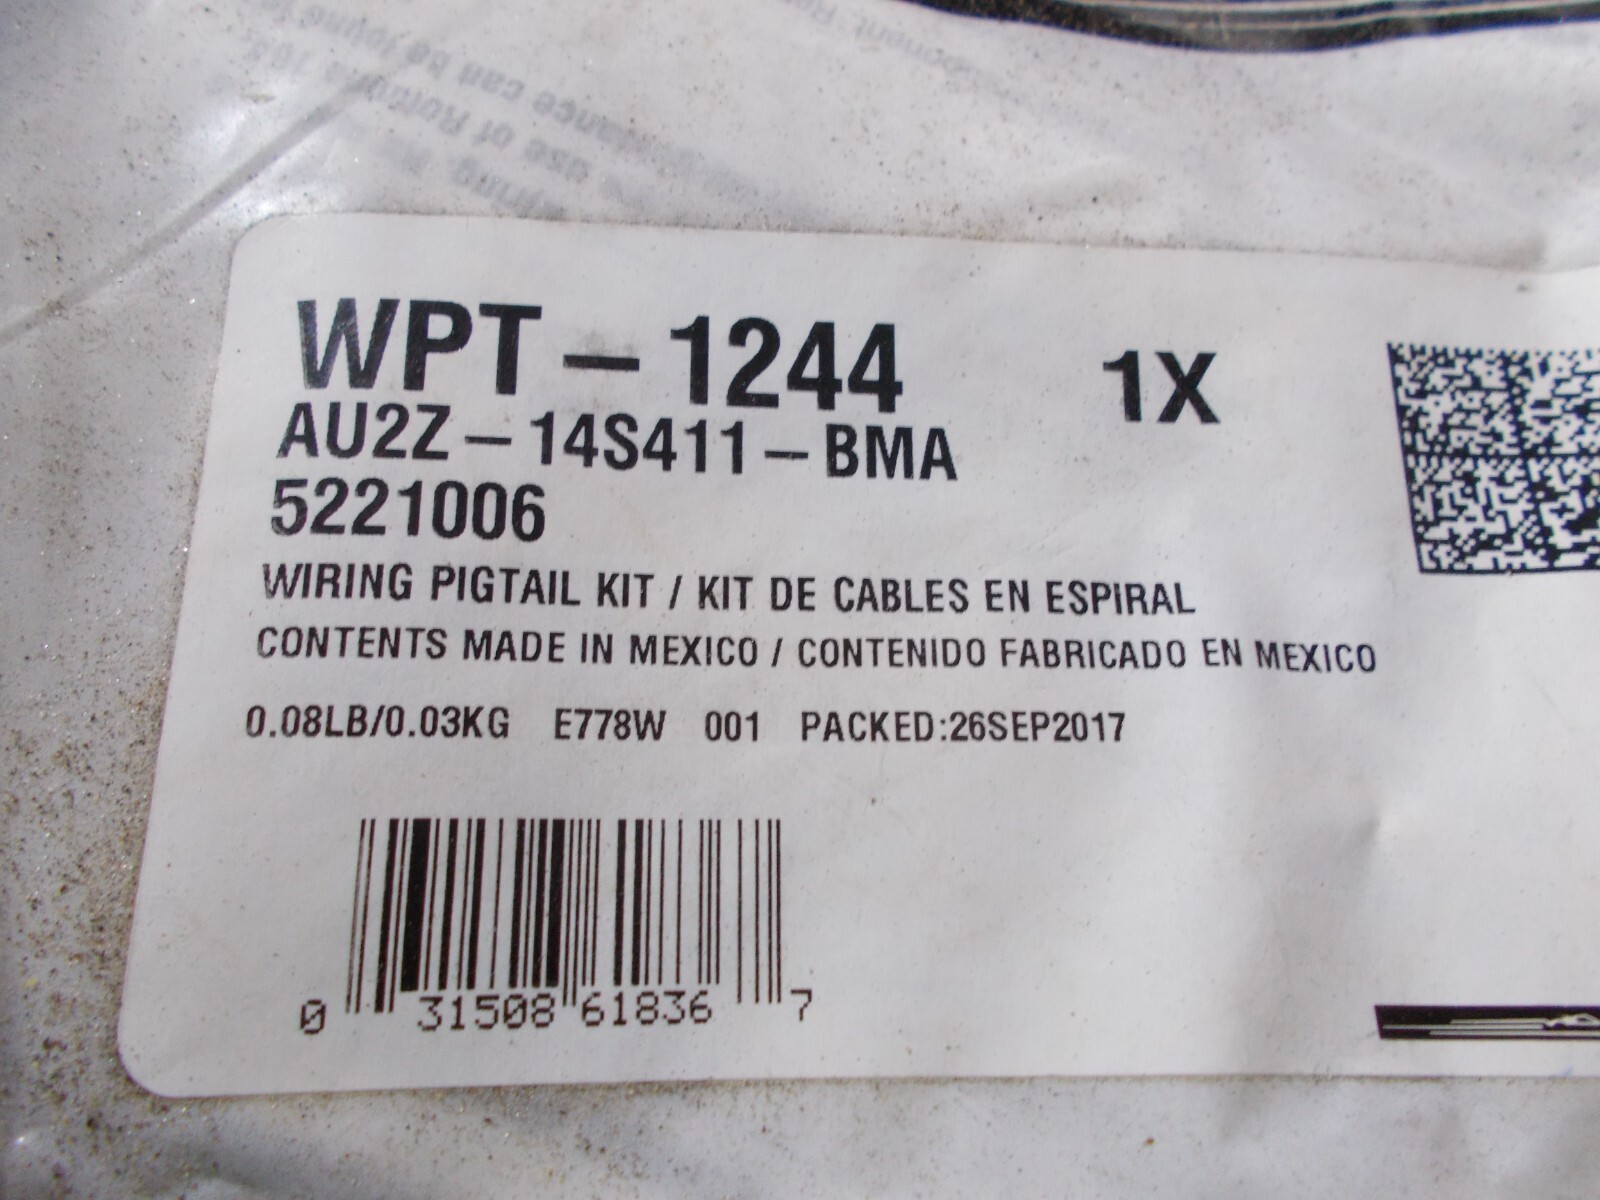 WPT-1244 1X
AU2Z-14S411-BMA
5221006
WIRING PIGTAIL KIT / KIT DE CABLES EN ESPIRAL
CONTENTS MADE IN MEXICO / CONTENIDO FABRICADO EN MEXICO
0.08LB/0.03KG E778W 001 PACKED:26SEP2017
0 31508 61836 7